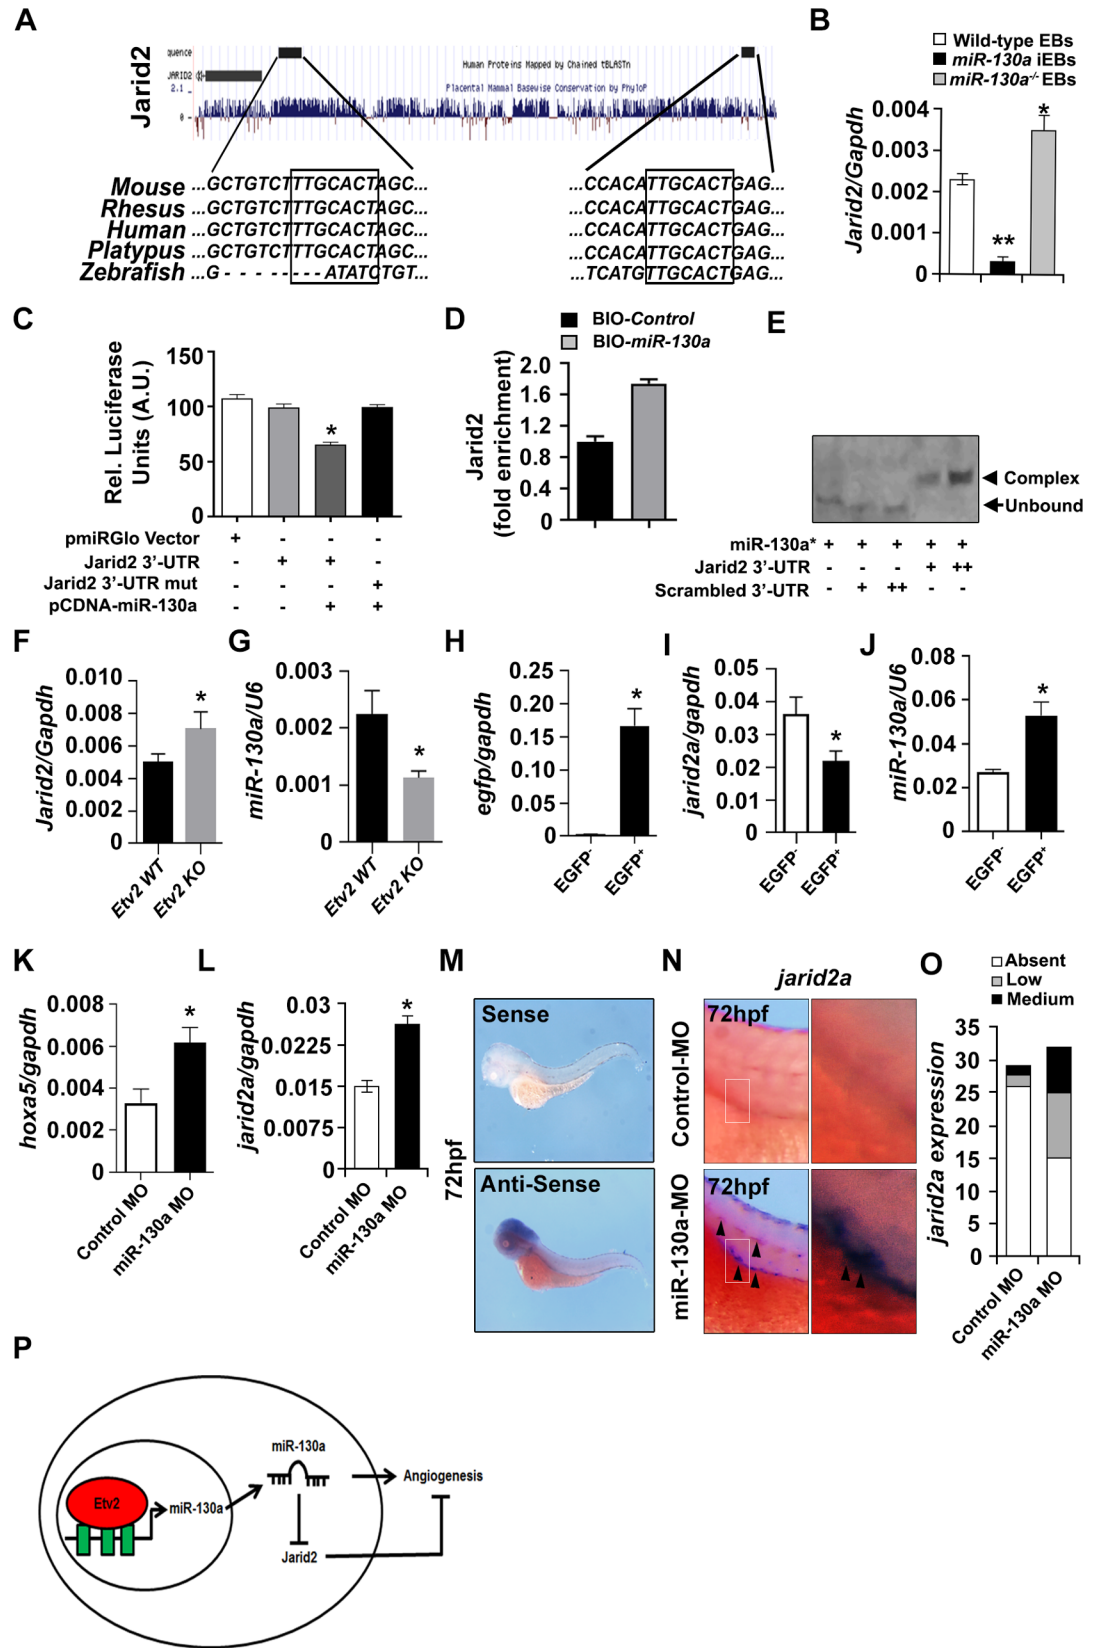 A
Jarid2
quence
JARID2
2.1
0
Human Proteins Mapped by Chained tBLASTn
Placental Mammal Basewise Conservation by PhyloP
Mouse ...GCTGTCTTTGCACTAGC... ...CCACATTGCACTGAG...
Rhesus ...GCTGTCTTTGCACTAGC... ...CCACATTGCACTGAG...
Human ...GCTGTCTTTGCACTAGC... ...CCACATTGCACTGAG...
Platypus ...GCTGTCTTTGCACTAGC... ...CCACATTGCACTGAG...
Zebrafish ...G--------ATATCTGT... ...TCATGTTGCACTGAG...
B
Wild-type EBs
miR-130a iEBs
miR-130a-/- EBs
Jarid2/Gapdh
0.004
0.003
0.002
0.001
0
**
*
C
Rel. Luciferase
Units (A.U.)
150
100
50
0
*
pmiRGlo Vector + - - -
Jarid2 3’-UTR - + + -
Jarid2 3’-UTR mut - - - +
pCDNA-miR-130a - - + +
D
BIO-Control
BIO-miR-130a
Jarid2
(fold enrichment)
2.0
1.6
1.2
0.8
0.4
0
E
Complex
Unbound
miR-130a* + + + + +
Jarid2 3’-UTR - - - + ++
Scrambled 3’-UTR - + ++ - -
F
Jarid2/Gapdh
0.010
0.008
0.006
0.004
0.002
0
*
Etv2 WT
Etv2 KO
G
miR-130a/U6
0.003
0.002
0.001
0
*
Etv2 WT
Etv2 KO
H
egfp/gapdh
0.25
0.20
0.15
0.10
0.05
0
*
EGFP-
EGFP+
I
jarid2a/gapdh
0.05
0.04
0.03
0.02
0.01
0
*
EGFP-
EGFP+
J
miR-130a/U6
0.08
0.06
0.04
0.02
0
*
EGFP-
EGFP+
K
hoxa5/gapdh
0.008
0.006
0.004
0.002
0
*
Control MO
miR-130a MO
L
jarid2a/gapdh
0.03
0.0225
0.015
0.0075
0
*
Control MO
miR-130a MO
M
72hpf
Sense
Anti-Sense
N
jarid2a
Control-MO
72hpf
miR-130a-MO
72hpf
O
Absent
Low
Medium
jarid2a expression
35
30
25
20
15
10
5
0
Control MO
miR-130a MO
P
Etv2
miR-130a
miR-130a
Jarid2
Angiogenesis